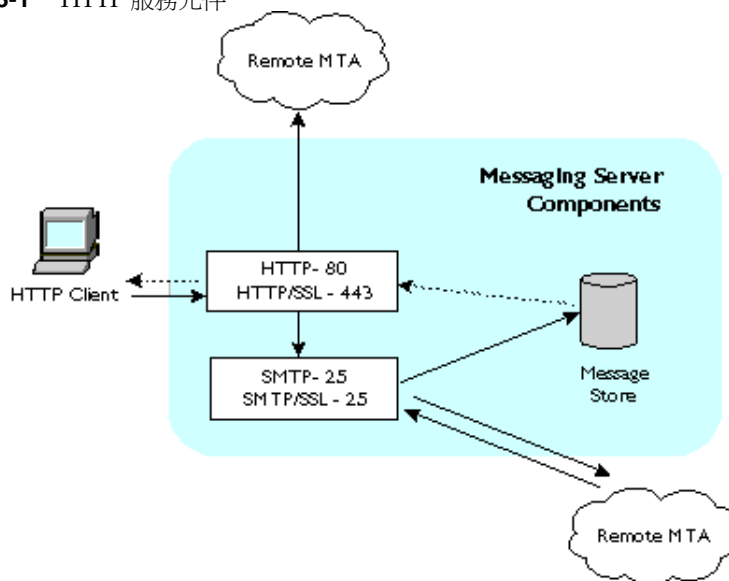 HTTP 服務元件
Remote MTA
Messaging Server
Components
HTTP Client
HTTP- 80
HTTP/SSL - 443
SMTP- 25
SMTP/SSL - 25
Message
Store
Remote MTA